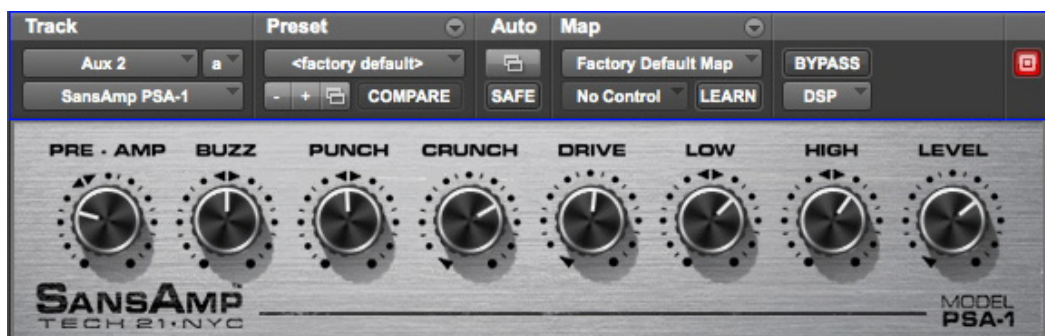 Track Preset Auto Map
Aux 2 a <factory default> Factory Default Map BYPASS
SansAmp PSA-1 - + COMPARE SAFE No Control LEARN DSP
PRE - AMP BUZZ PUNCH CRUNCH DRIVE LOW HIGH LEVEL
SANSAMP™ MODEL
TECH 21·NYC PSA-1